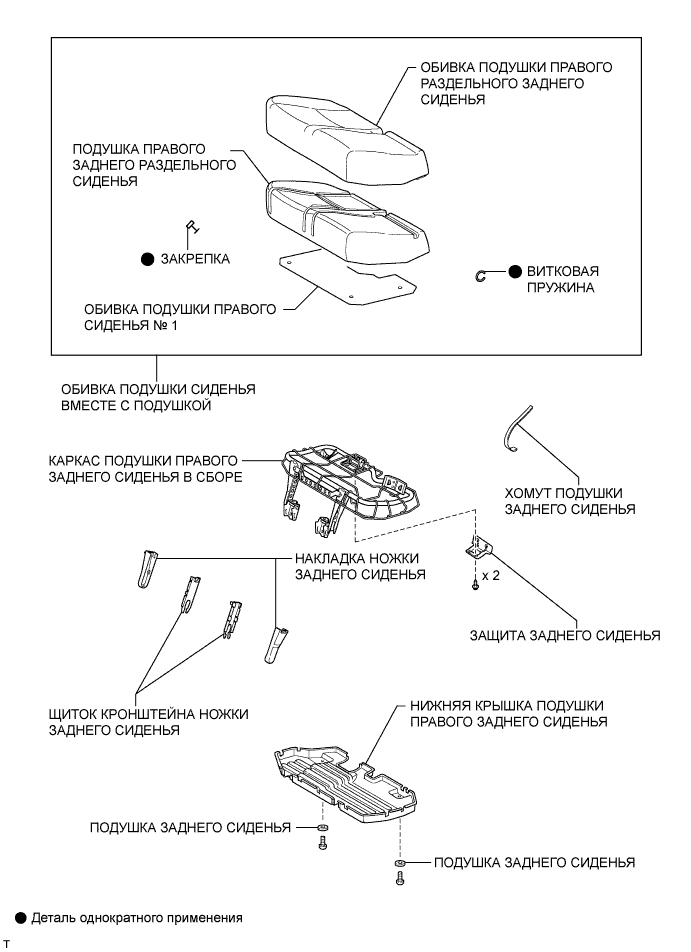 ОБИВКА ПОДУШКИ ПРАВОГО
РАЗДЕЛЬНОГО ЗАДНЕГО
СИДЕНЬЯ
ПОДУШКА ПРАВОГО
ЗАДНЕГО РАЗДЕЛЬНОГО
СИДЕНЬЯ
ЗАКРЕПКА
ВИТКОВАЯ
ПРУЖИНА
ОБИВКА ПОДУШКИ ПРАВОГО
СИДЕНЬЯ № 1
ОБИВКА ПОДУШКИ СИДЕНЬЯ
ВМЕСТЕ С ПОДУШКОЙ
КАРКАС ПОДУШКИ ПРАВОГО
ЗАДНЕГО СИДЕНЬЯ В СБОРЕ
ХОМУТ ПОДУШКИ
ЗАДНЕГО СИДЕНЬЯ
НАКЛАДКА НОЖКИ
ЗАДНЕГО СИДЕНЬЯ
x 2
ЗАЩИТА ЗАДНЕГО СИДЕНЬЯ
ЩИТОК КРОНШТЕЙНА НОЖКИ
ЗАДНЕГО СИДЕНЬЯ
НИЖНЯЯ КРЫШКА ПОДУШКИ
ПРАВОГО ЗАДНЕГО СИДЕНЬЯ
ПОДУШКА ЗАДНЕГО СИДЕНЬЯ
ПОДУШКА ЗАДНЕГО СИДЕНЬЯ
Деталь однократного применения
T